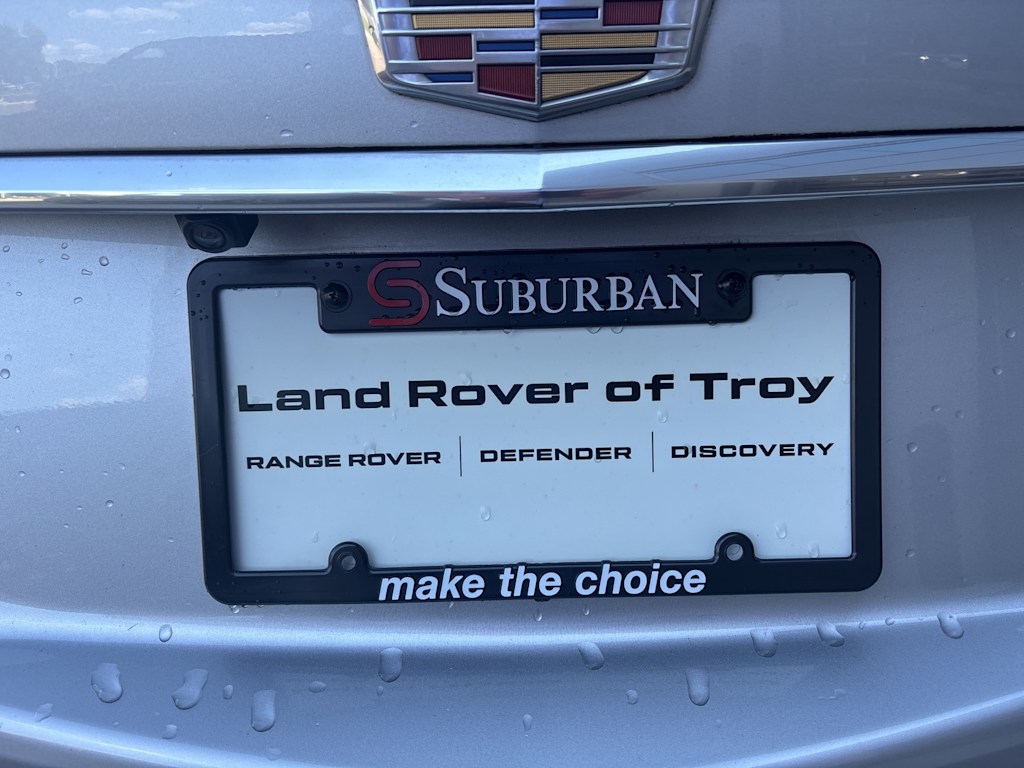 SUBURBAN
Land Rover of Troy
RANGE ROVER | DEFENDER | DISCOVERY
make the choice